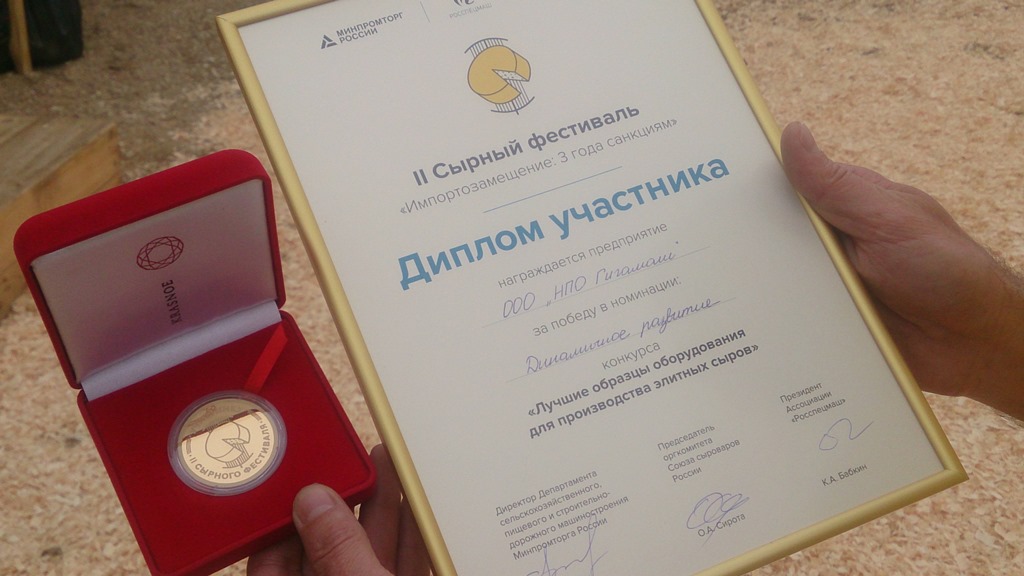 МИНПРОМТОРГ
РОССИИ
РОССПЕЦМАШ
II Сырный фестиваль
«Импортозамещение: 3 года санкциям»
Диплом участника
награждается предприятие
ООО "НПО Гигамаш"
за победу в номинации:
Динамичное развитие
конкурса
«Лучшие образцы оборудования
для производства элитных сыров»
Директор Департамента
сельскохозяйственного,
пищевого и строительно-
дорожного машиностроения
Минпромторга России
Председатель
оргкомитета
Союза сыроваров
России
О.А. Сирота
Президент
Ассоциации
«Росспецмаш»
К.А. Бабкин
KRASNOE
II СЫРНОГО ФЕСТИВАЛЯ